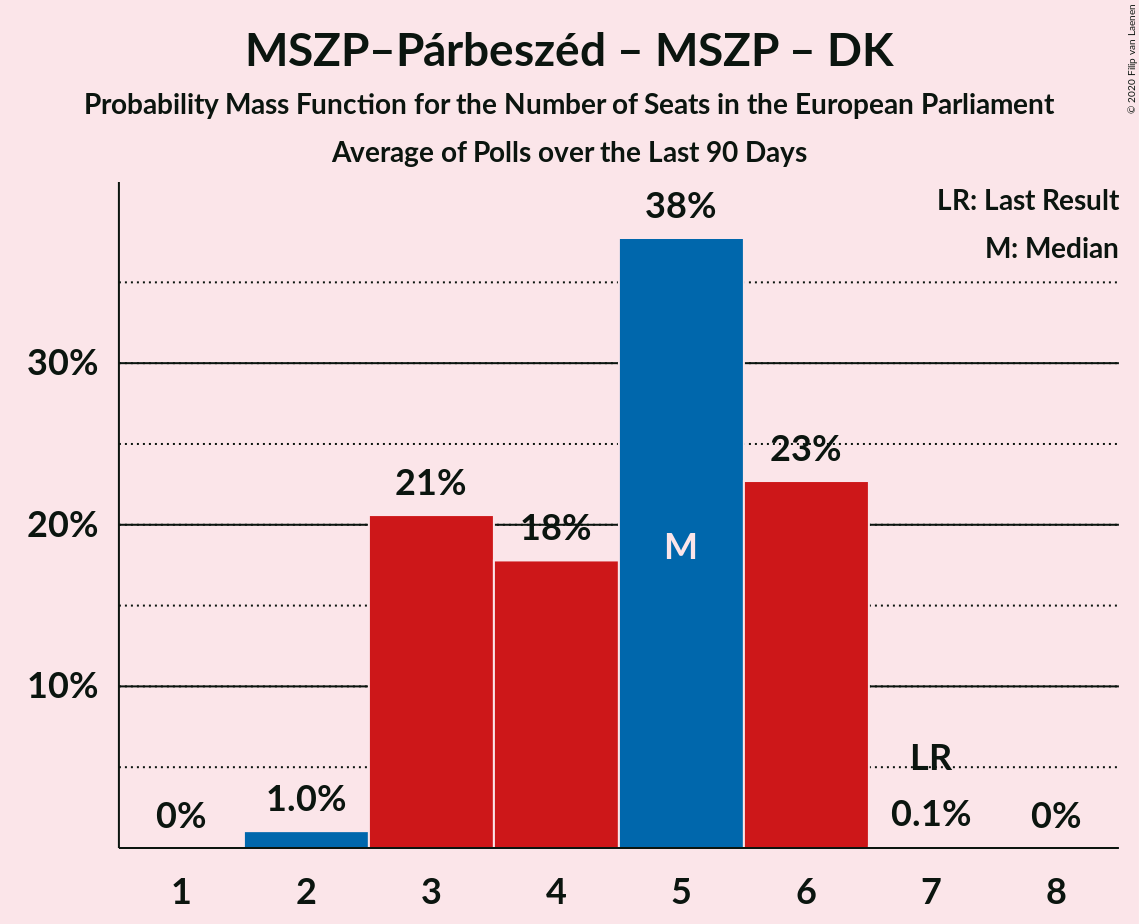 MSZP–Párbeszéd – MSZP – DK
Probability Mass Function for the Number of Seats in the European Parliament
Average of Polls over the Last 90 Days
© 2020 Filip van Laenen
LR: Last Result
M: Median
38%
30%
23%
21%
20%
18%
M
10%
LR
0%
1.0%
0.1%
0%
1 2 3 4 5 6 7 8